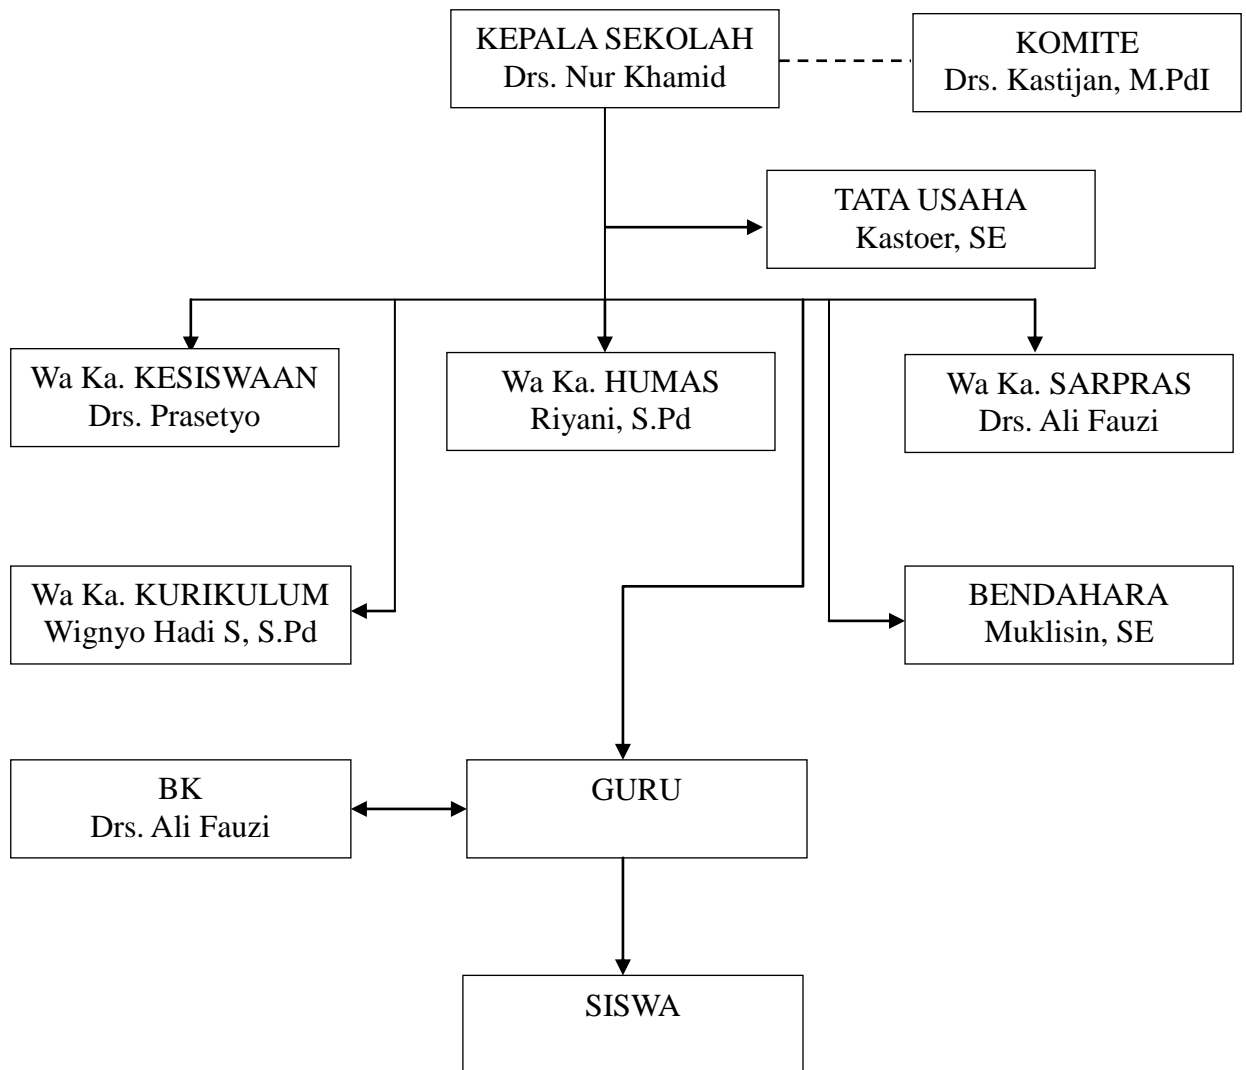 KEPALA SEKOLAH
Drs. Nur Khamid
KOMITE
Drs. Kastijan, M.PdI
TATA USAHA
Kastoer, SE
Wa Ka. KESISWAAN
Drs. Prasetyo
Wa Ka. HUMAS
Riyani, S.Pd
Wa Ka. SARPRAS
Drs. Ali Fauzi
Wa Ka. KURIKULUM
Wignyo Hadi S, S.Pd
BENDAHARA
Muklisin, SE
BK
Drs. Ali Fauzi
GURU
SISWA